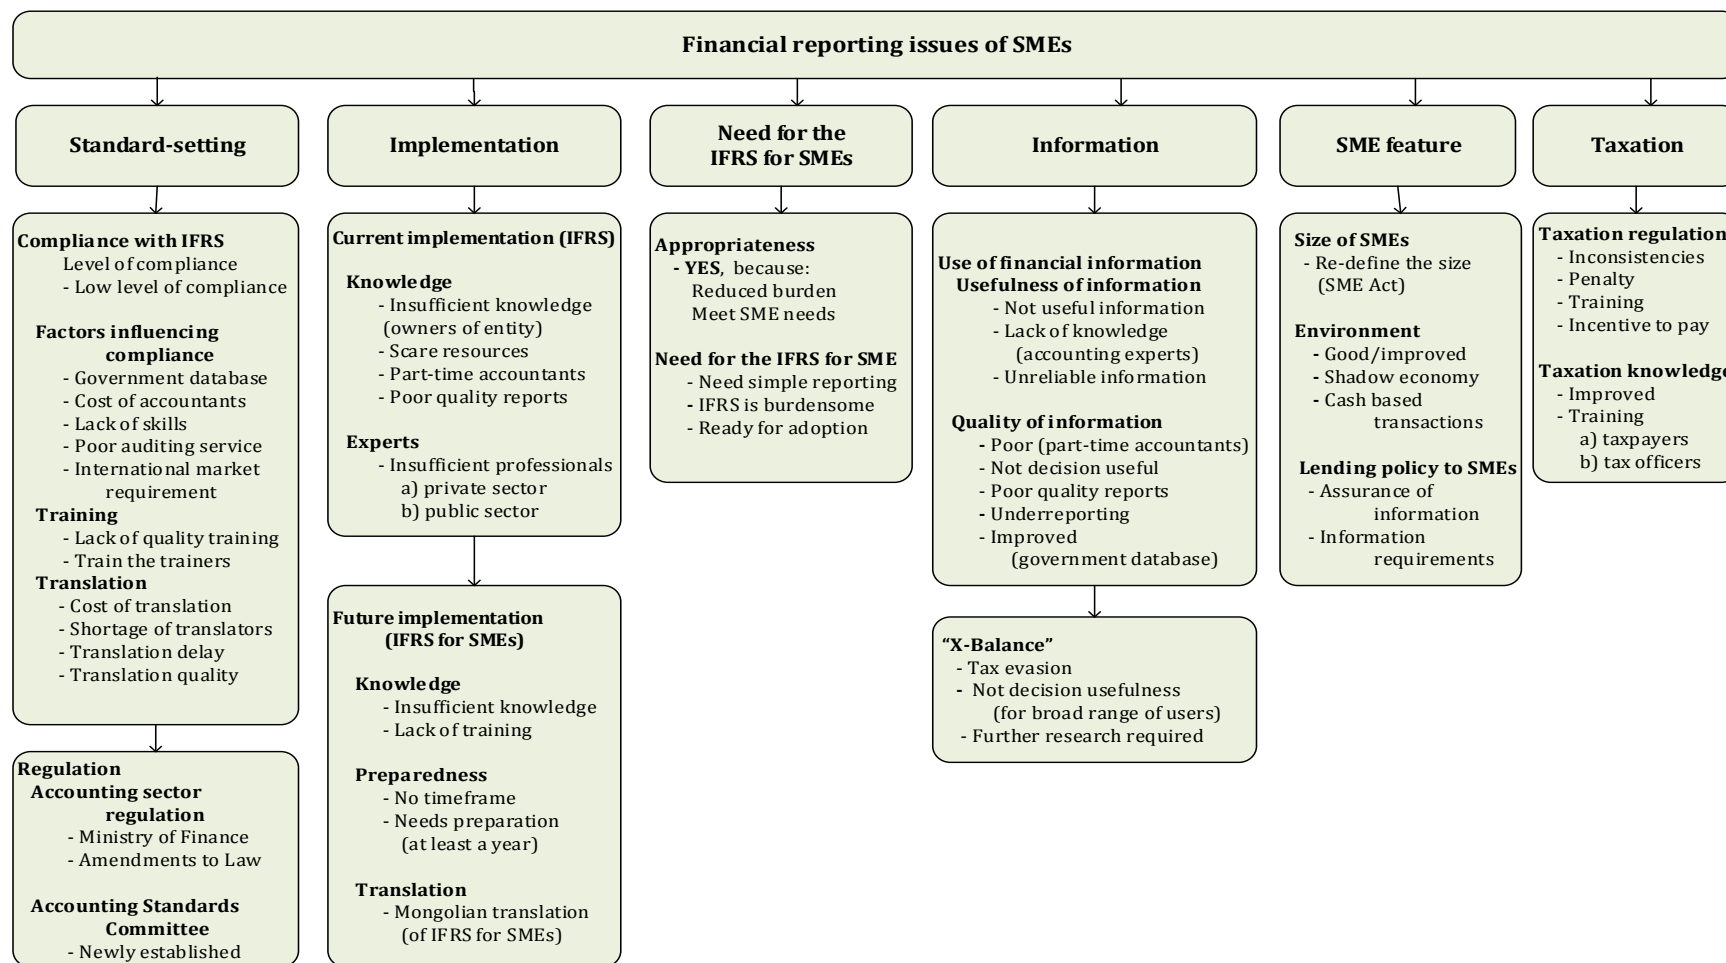 Financial reporting issues of SMEs
Standard-setting
Compliance with IFRS
Level of compliance
- Low level of compliance
Factors influencing
compliance
- Government database
- Cost of accountants
- Lack of skills
- Poor auditing service
- International market
requirement
Training
- Lack of quality training
- Train the trainers
Translation
- Cost of translation
- Shortage of translators
- Translation delay
- Translation quality
Regulation
Accounting sector
regulation
- Ministry of Finance
- Amendments to Law
Accounting Standards
Committee
- Newly established
Implementation
Current implementation (IFRS)
Knowledge
- Insufficient knowledge
(owners of entity)
- Scare resources
- Part-time accountants
- Poor quality reports
Experts
- Insufficient professionals
a) private sector
b) public sector
Future implementation
(IFRS for SMEs)
Knowledge
- Insufficient knowledge
- Lack of training
Preparedness
- No timeframe
- Needs preparation
(at least a year)
Translation
- Mongolian translation
(of IFRS for SMEs)
Need for the
IFRS for SMEs
Appropriateness
- YES, because:
Reduced burden
Meet SME needs
Need for the IFRS for SME
- Need simple reporting
- IFRS is burdensome
- Ready for adoption
Information
Use of financial information
Usefulness of information
- Not useful information
- Lack of knowledge
(accounting experts)
- Unreliable information
Quality of information
- Poor (part-time accountants)
- Not decision useful
- Poor quality reports
- Underreporting
- Improved
(government database)
“X-Balance”
- Tax evasion
- Not decision usefulness
(for broad range of users)
- Further research required
SME feature
Size of SMEs
- Re-define the size
(SME Act)
Environment
- Good/improved
- Shadow economy
- Cash based
transactions
Lending policy to SMEs
- Assurance of
information
- Information
requirements
Taxation
Taxation regulation
- Inconsistencies
- Penalty
- Training
- Incentive to pay
Taxation knowledge
- Improved
- Training
a) taxpayers
b) tax officers